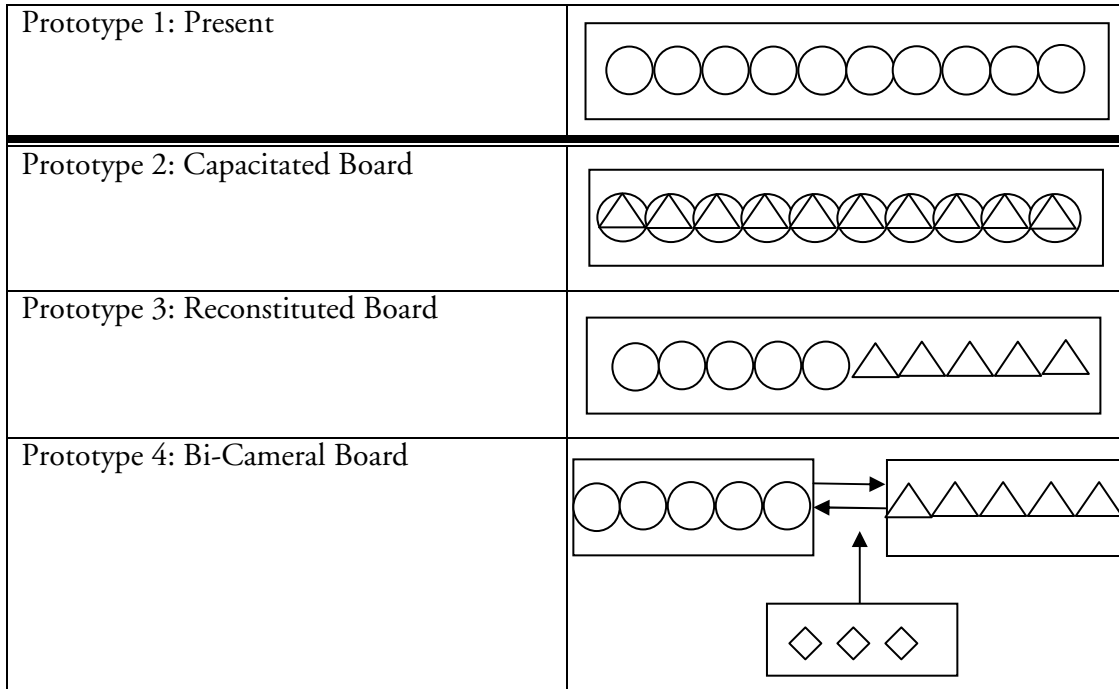 Prototype 1: Present
Prototype 2: Capacitated Board
Prototype 3: Reconstituted Board
Prototype 4: Bi-Cameral Board